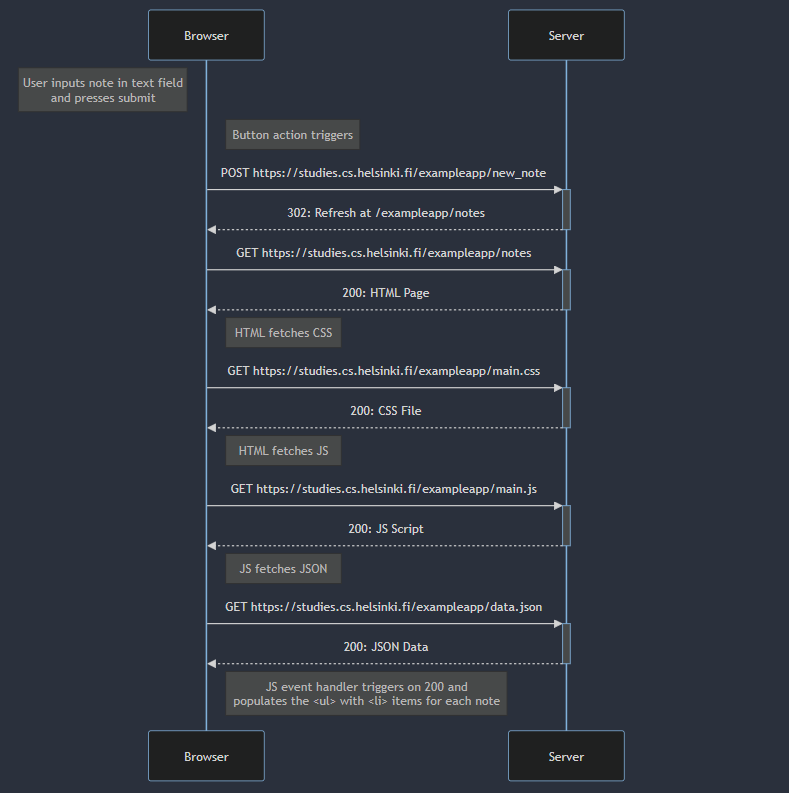 Browser
Server
User inputs note in text field
and presses submit
Button action triggers
POST https://studies.cs.helsinki.fi/exampleapp/new_note
302: Refresh at /exampleapp/notes
GET https://studies.cs.helsinki.fi/exampleapp/notes
200: HTML Page
HTML fetches CSS
GET https://studies.cs.helsinki.fi/exampleapp/main.css
200: CSS File
HTML fetches JS
GET https://studies.cs.helsinki.fi/exampleapp/main.js
200: JS Script
JS fetches JSON
GET https://studies.cs.helsinki.fi/exampleapp/data.json
200: JSON Data
JS event handler triggers on 200 and
populates the <ul> with <li> items for each note
Browser
Server